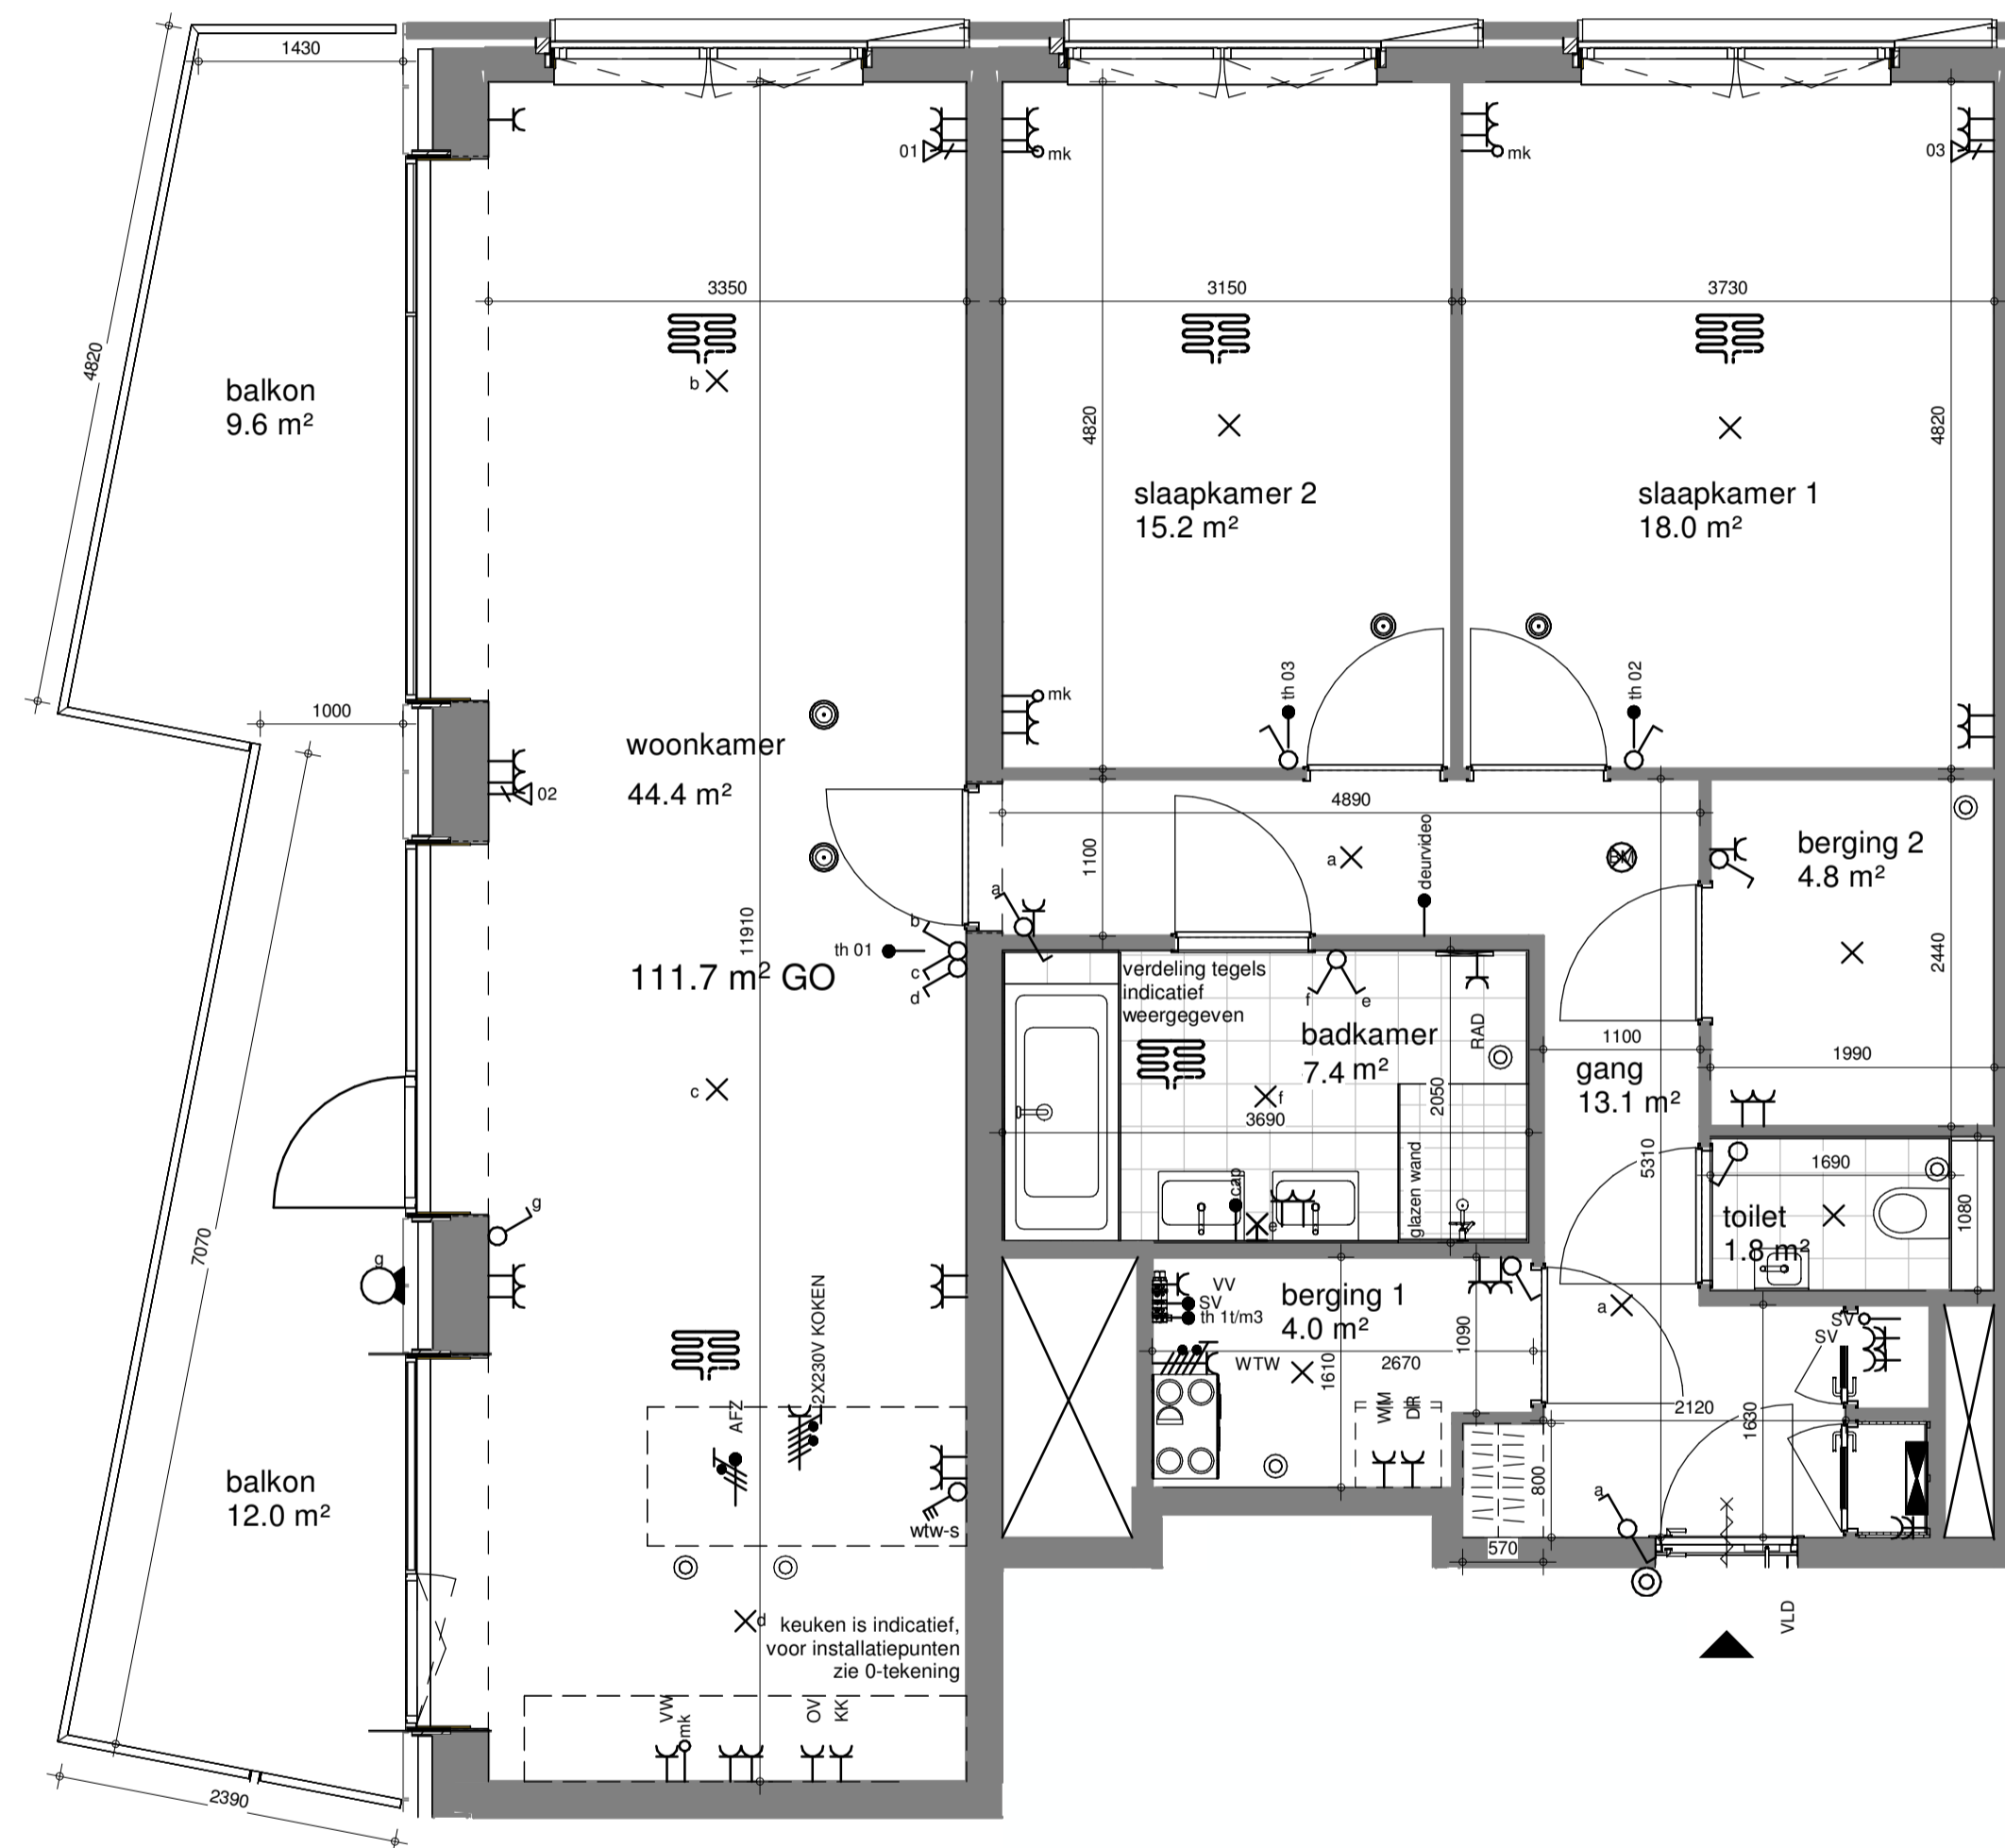 1430
01
mk
mk
03
3350
3150
3730
4820
balkon
9.6 m²
b
4820
4820
slaapkamer 2
15.2 m²
slaapkamer 1
18.0 m²
mk
th 03
th 02
1000
woonkamer
44.4 m²
02
4890
1100
a
deurvideo
berging 2
4.8 m²
a
b
th 01
c
d
11910
111.7 m² GO
verdeling tegels
indicatief
weergegeven
f
e
badkamer
7.4 m²
RAD
2440
1100
1990
gang
13.1 m²
c
f
3690
2050
glazen wand
cap
e
5310
1690
1080
toilet
1.8 m²
g
g
7070
VV
SV
th 1t/m3
berging 1
4.0 m²
1090
a
SV
SV
WTW
1610
2670
2X230V KOKEN
AFZ
WM
DR
2120
1630
800
a
wtw-s
570
balkon
12.0 m²
d
keuken is indicatief,
voor installatiepunten
zie 0-tekening
VLD
VW
mk
OV
KK
2390